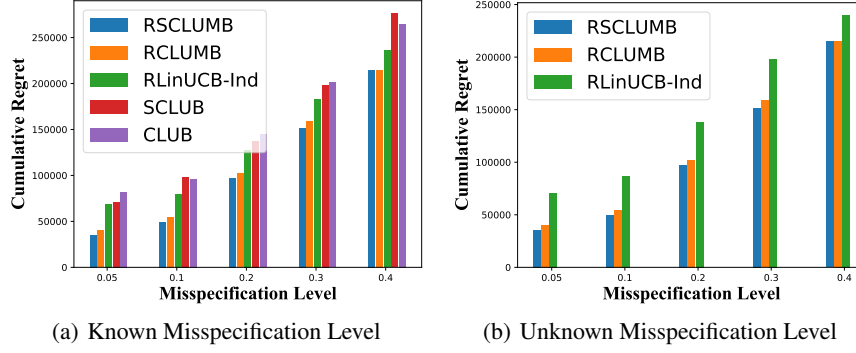 250000
200000
150000
100000
50000
0
Cumulative Regret
RSCLUMB
RCLUMB
RLinUCB-Ind
SCLUB
CLUB
0.05 0.1 0.2 0.3 0.4
Misspecification Level
(a) Known Misspecification Level
250000
200000
150000
100000
50000
0
Cumulative Regret
RSCLUMB
RCLUMB
RLinUCB-Ind
0.05 0.1 0.2 0.3 0.4
Misspecification Level
(b) Unknown Misspecification Level